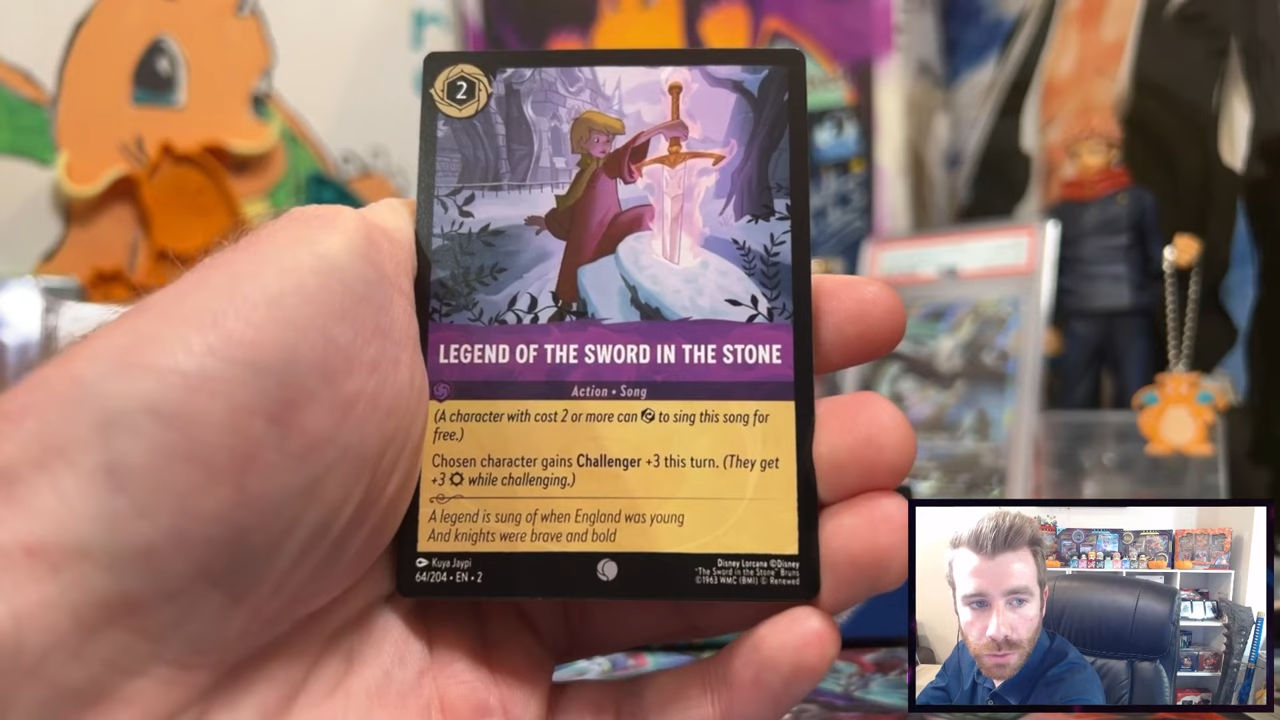 2
LEGEND OF THE SWORD IN THE STONE
Action • Song
(A character with cost 2 or more can to sing this song for
free.)
Chosen character gains Challenger +3 this turn. (They get
+3 while challenging.)
A legend is sung of when England was young
And knights were brave and bold
Kuya Jaypi
64/204 • EN • 2
Disney Lorcana ©Disney
"The Sword in the Stone" Bruns
©1963 WMC (BMI) © Renewed